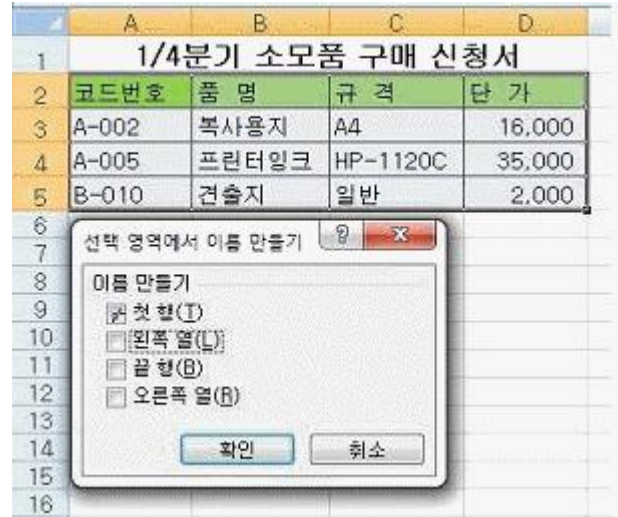 A B C D
1 1/4분기 소모품 구매 신청서
2 코드번호 품 명 규 격 단 가
3 A-002 복사용지 A4 16,000
4 A-005 프린터잉크 HP-1120C 35,000
5 B-010 견출지 일반 2,000
6
7
8
9
10
11
12
13
14
15
16
선택 영역에서 이름 만들기 ? X
이름 만들기
첫 행(T)
왼쪽 열(L)
끝 행(B)
오른쪽 열(R)
확인 취소